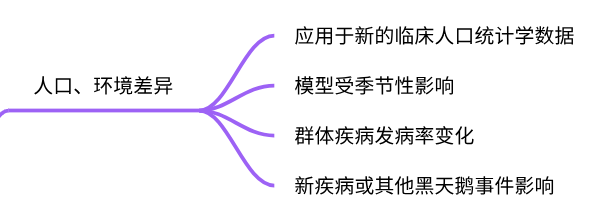 人口、环境差异
应用于新的临床人口统计学数据
模型受季节性影响
群体疾病发病率变化
新疾病或其他黑天鹅事件影响